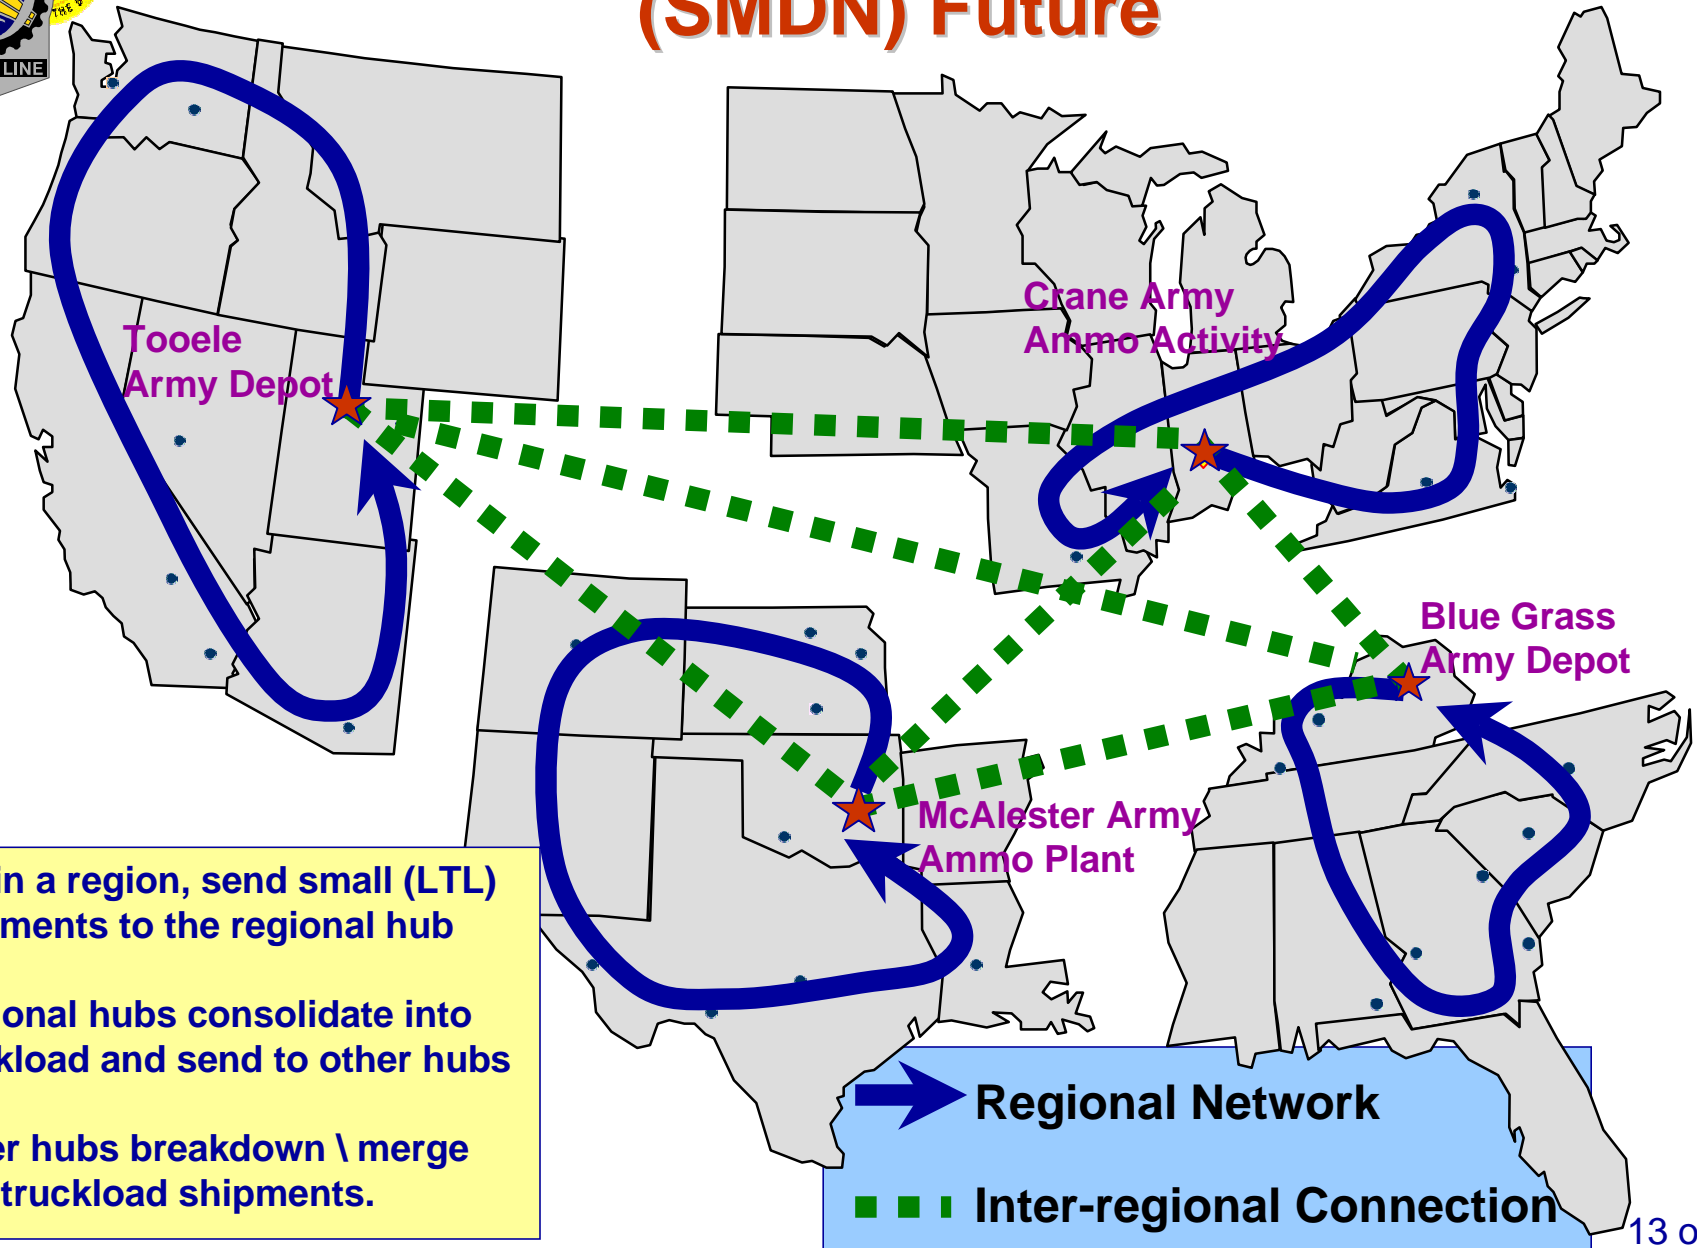 (SMDN) Future
LINE
Crane Army
Ammo Activity
Tooele
Army Depot
Blue Grass
Army Depot
McAlester Army
Ammo Plant
in a region, send small (LTL)
ments to the regional hub
onal hubs consolidate into
kload and send to other hubs
er hubs breakdown \ merge
truckload shipments.
Regional Network
Inter-regional Connection
13 o